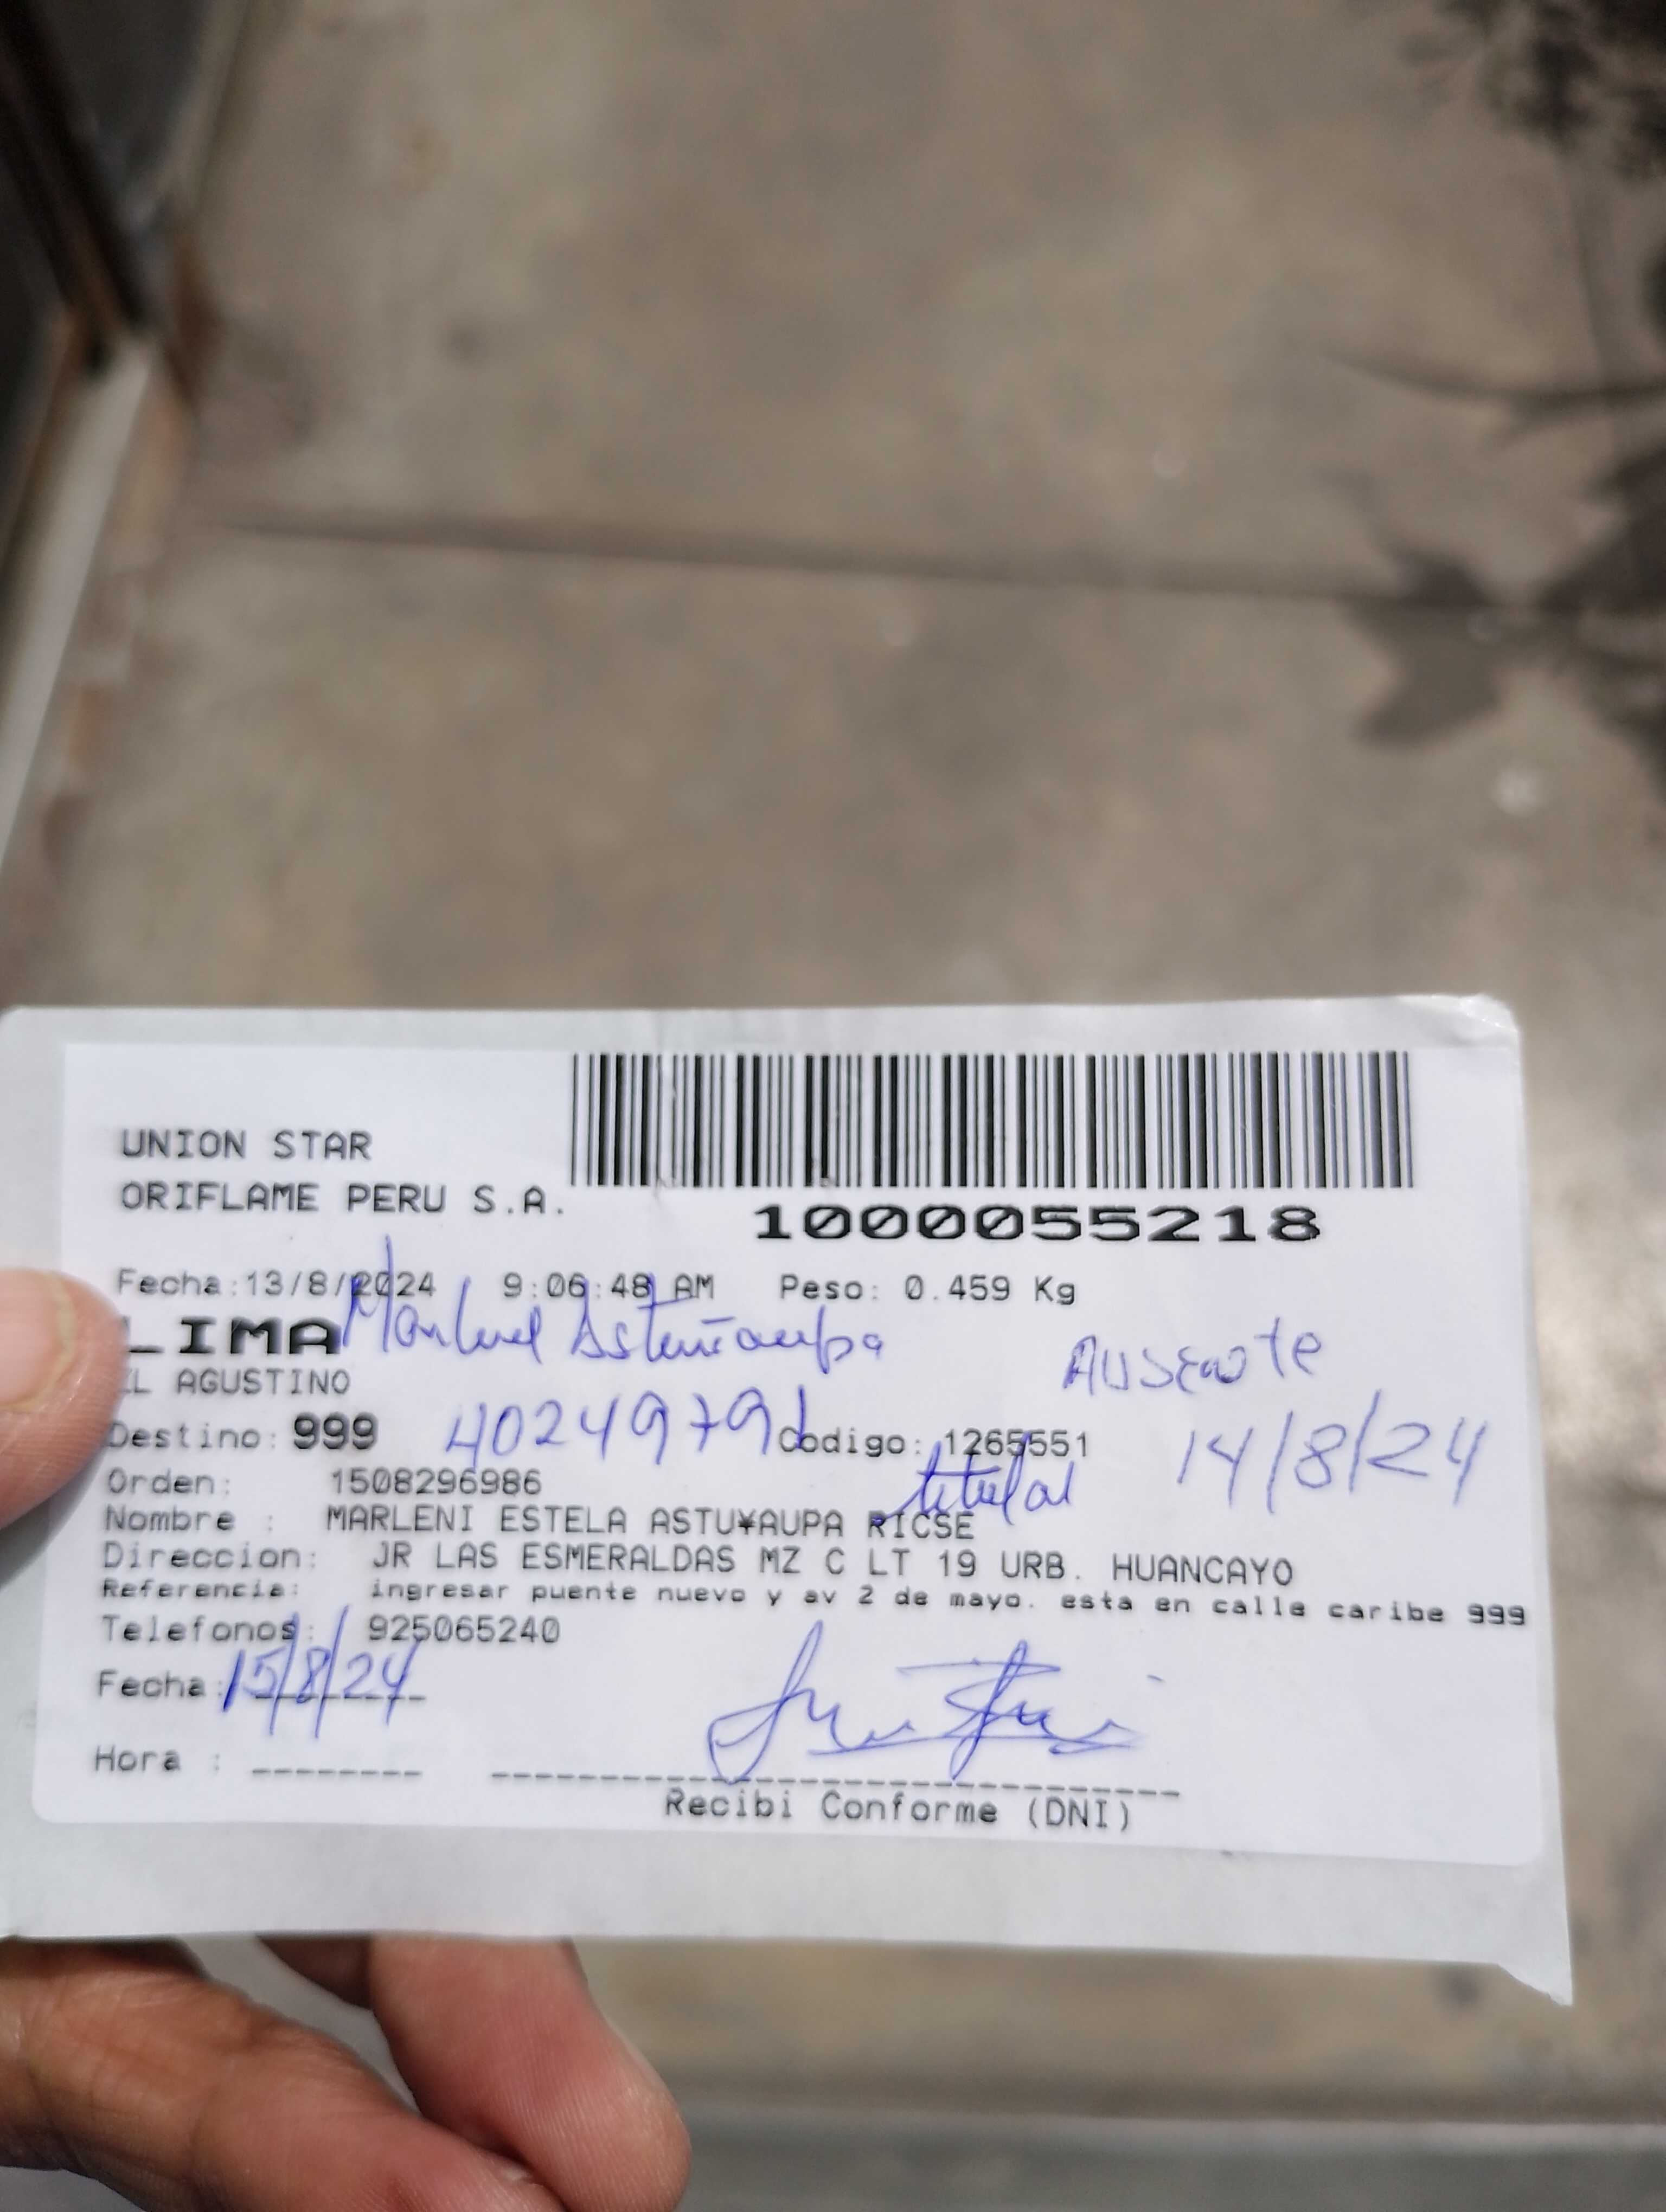 UNION STAR
ORIFLAME PERU S.A.
1000055218
Fecha:13/8/2024 9:06:48 AM Peso: 0.459 Kg
LIMA
Astuñaupa
Ausente
EL AGUSTINO
Destino: 999 Codigo: 1265551
40249791
14/8/24
titular
Orden: 1508296986
Nombre : MARLENI ESTELA ASTU¥AUPA RICSE
Direccion: JR LAS ESMERALDAS MZ C LT 19 URB. HUANCAYO
Referencia: ingresar puente nuevo y av 2 de mayo. esta en calle caribe 999
Telefonos: 925065240
Fecha: 15/8/24
Hora :
Recibi Conforme (DNI)